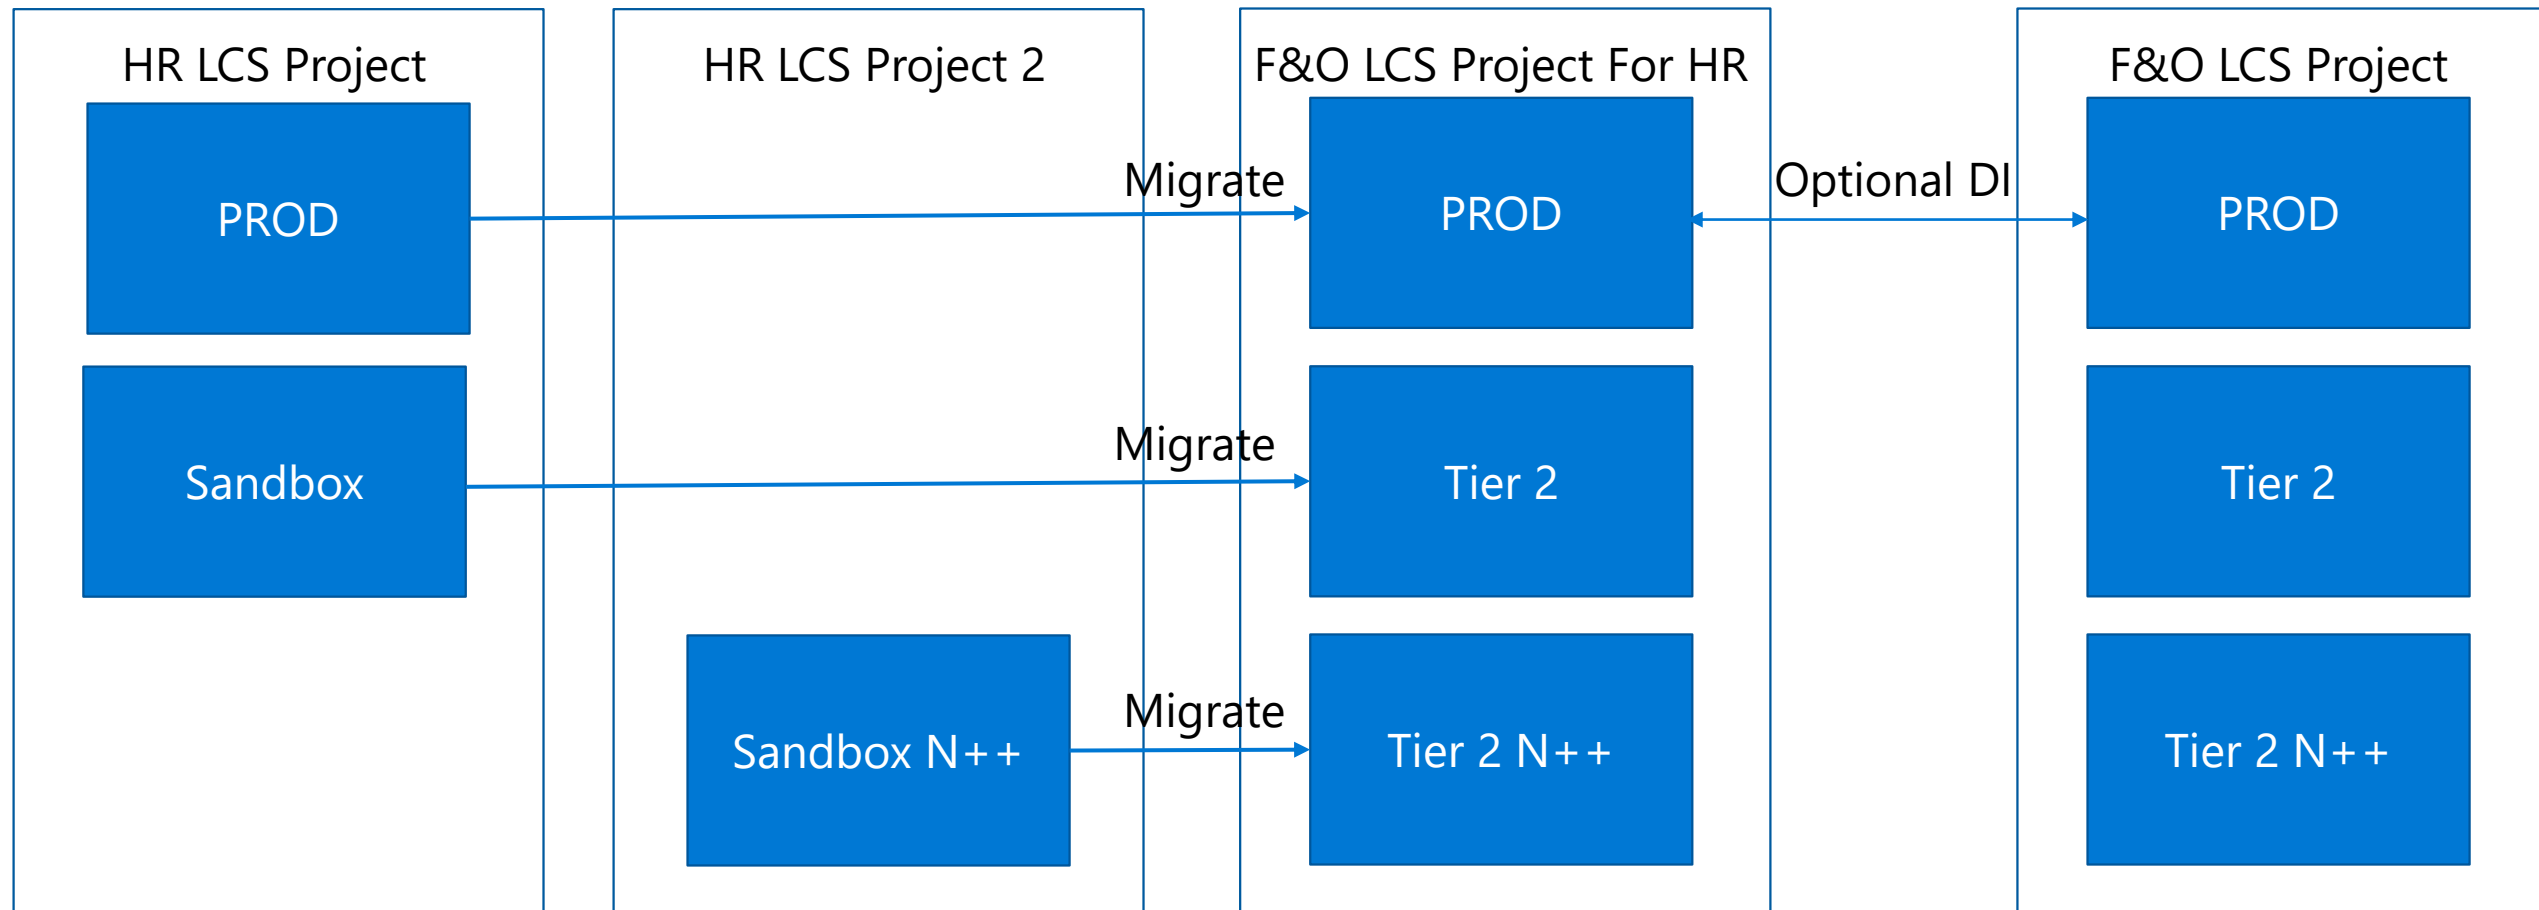 HR LCS Project
HR LCS Project 2
F&O LCS Project For HR
F&O LCS Project
PROD
Migrate
PROD
Optional DI
PROD
Sandbox
Migrate
Tier 2
Tier 2
Sandbox N++
Migrate
Tier 2 N++
Tier 2 N++